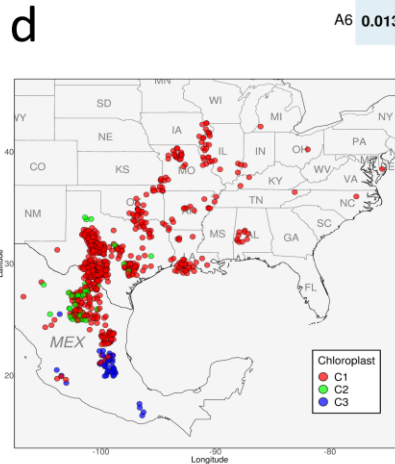 d
A6 0.013
MN
WY
SD
WI
MI
NY
NE
IA
PA
IL
IN
OH
40
CO
KS
MO
WV
VA
KY
NM
TN
NC
MS
AL
GA
SC
LA
30
FL
MEX
Chloroplast
C1
C2
C3
20
-100
-90
-80
Longitude